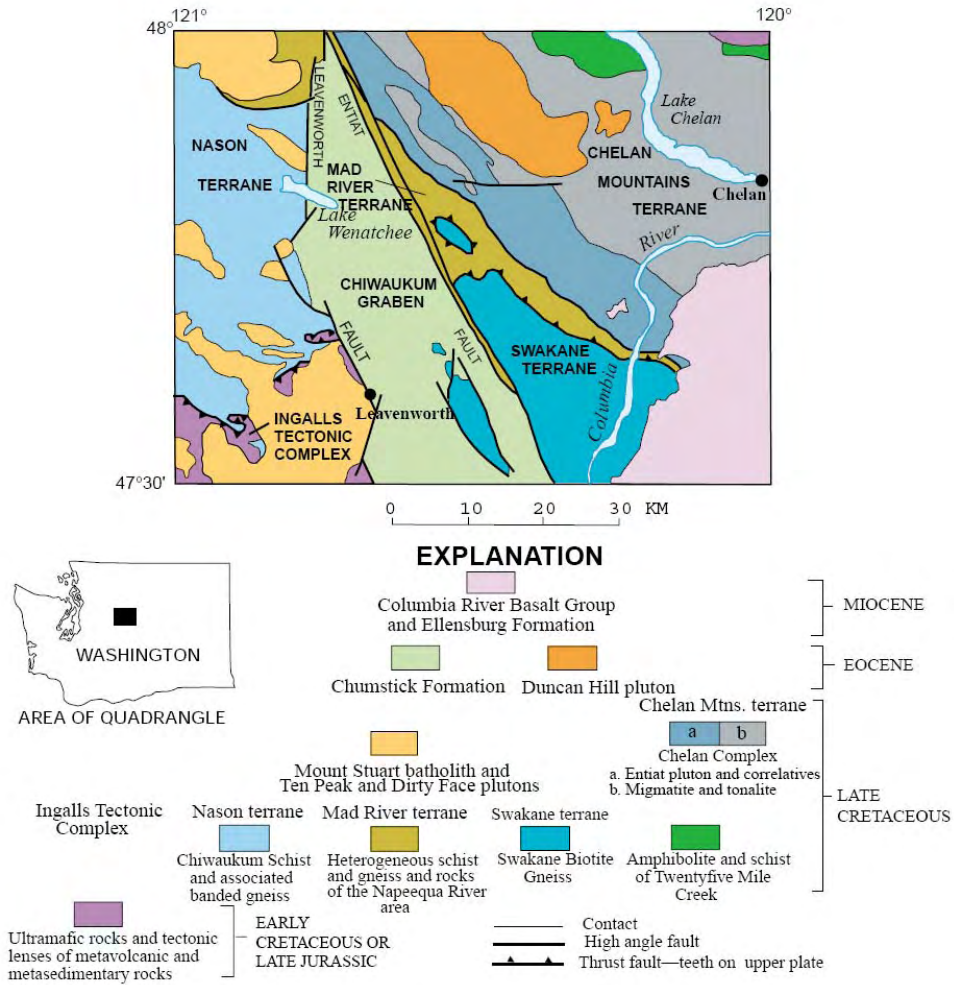 121°
120°
48°
LEAVENWORTH
ENTIAT
Lake
Chelan
NASON
CHELAN
MAD
RIVER
TERRANE
TERRANE
MOUNTAINS
Chelan
TERRANE
Lake
Wenatchee
River
CHIWAUKUM
GRABEN
FAULT
FAULT
SWAKANE
TERRANE
Columbia
Leavenworth
INGALLS
TECTONIC
COMPLEX
47°30'
0 10 20 30 KM
EXPLANATION
Columbia River Basalt Group
and Ellensburg Formation
MIOCENE
WASHINGTON
AREA OF QUADRANGLE
Chumstick Formation
Duncan Hill pluton
EOCENE
Chelan Mtns. terrane
a b
Chelan Complex
a. Entiat pluton and correlatives
b. Migmatite and tonalite
Mount Stuart batholith and
Ten Peak and Dirty Face plutons
LATE
CRETACEOUS
Ingalls Tectonic
Complex
Nason terrane
Chiwaukum Schist
and associated
banded gneiss
Mad River terrane
Heterogeneous schist
and gneiss and rocks
of the Napeequa River
area
Swakane terrane
Swakane Biotite
Gneiss
Amphibolite and schist
of Twentyfive Mile
Creek
Ultramafic rocks and tectonic
lenses of metavolcanic and
metasedimentary rocks
EARLY
CRETACEOUS OR
LATE JURASSIC
Contact
High angle fault
Thrust fault—teeth on upper plate